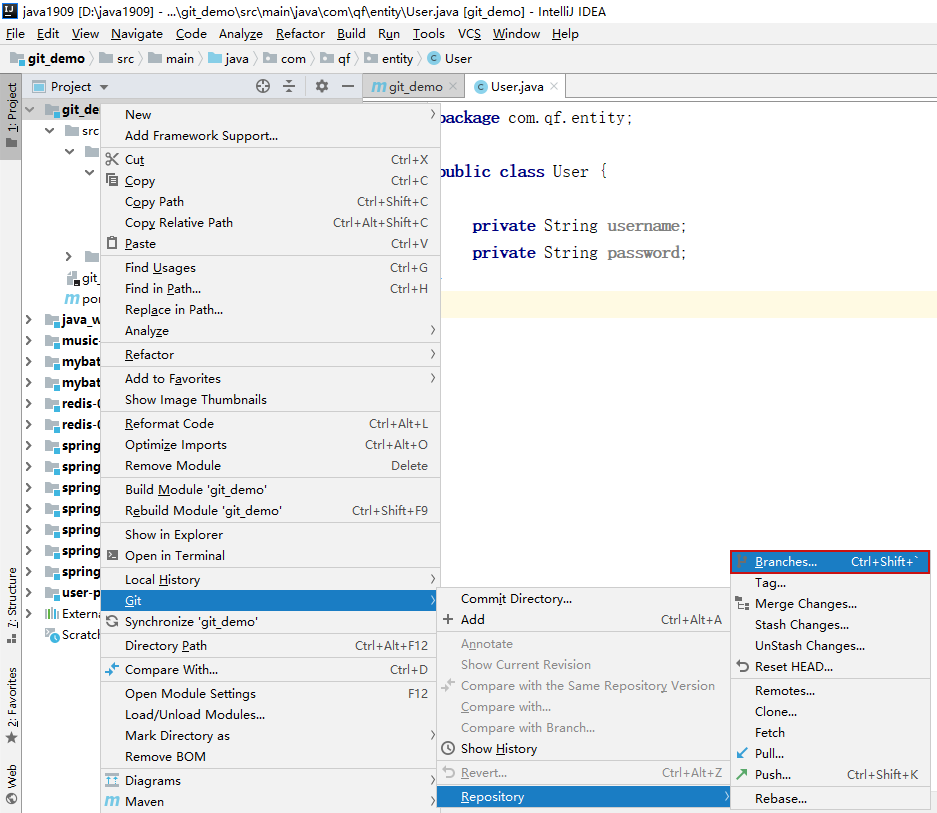 java1909 [D:\java1909] - ...\git_demo\src\main\java\com\qf\entity\User.java [git_demo] - IntelliJ IDEA
File Edit View Navigate Code Analyze Refactor Build Run Tools VCS Window Help
git_demo src main java com qf entity User
1: Project
Project
git_demo
User.java
git_de
src
git_
por
java_w
music-
mybat
mybat
redis-0
redis-0
spring
spring
spring
spring
spring
spring
spring
user-p
Externa
Scratch
7: Structure
2: Favorites
Web
New
Add Framework Support...
Cut Ctrl+X
Copy Ctrl+C
Copy Path Ctrl+Shift+C
Copy Relative Path Ctrl+Alt+Shift+C
Paste Ctrl+V
Find Usages Ctrl+G
Find in Path... Ctrl+H
Replace in Path...
Analyze
Refactor
Add to Favorites
Show Image Thumbnails
Reformat Code Ctrl+Alt+L
Optimize Imports Ctrl+Alt+O
Remove Module Delete
Build Module 'git_demo'
Rebuild Module 'git_demo' Ctrl+Shift+F9
Show in Explorer
Open in Terminal
Local History
Git
Synchronize 'git_demo'
Directory Path Ctrl+Alt+F12
Compare With... Ctrl+D
Open Module Settings F12
Load/Unload Modules...
Mark Directory as
Remove BOM
Diagrams
Maven
package com.qf.entity;
public class User {
private String username;
private String password;
Commit Directory...
Add Ctrl+Alt+A
Annotate
Show Current Revision
Compare with the Same Repository Version
Compare with...
Compare with Branch...
Show History
Revert... Ctrl+Alt+Z
Repository
Branches... Ctrl+Shift+`
Tag...
Merge Changes...
Stash Changes...
UnStash Changes...
Reset HEAD...
Remotes...
Clone...
Fetch
Pull...
Push... Ctrl+Shift+K
Rebase...